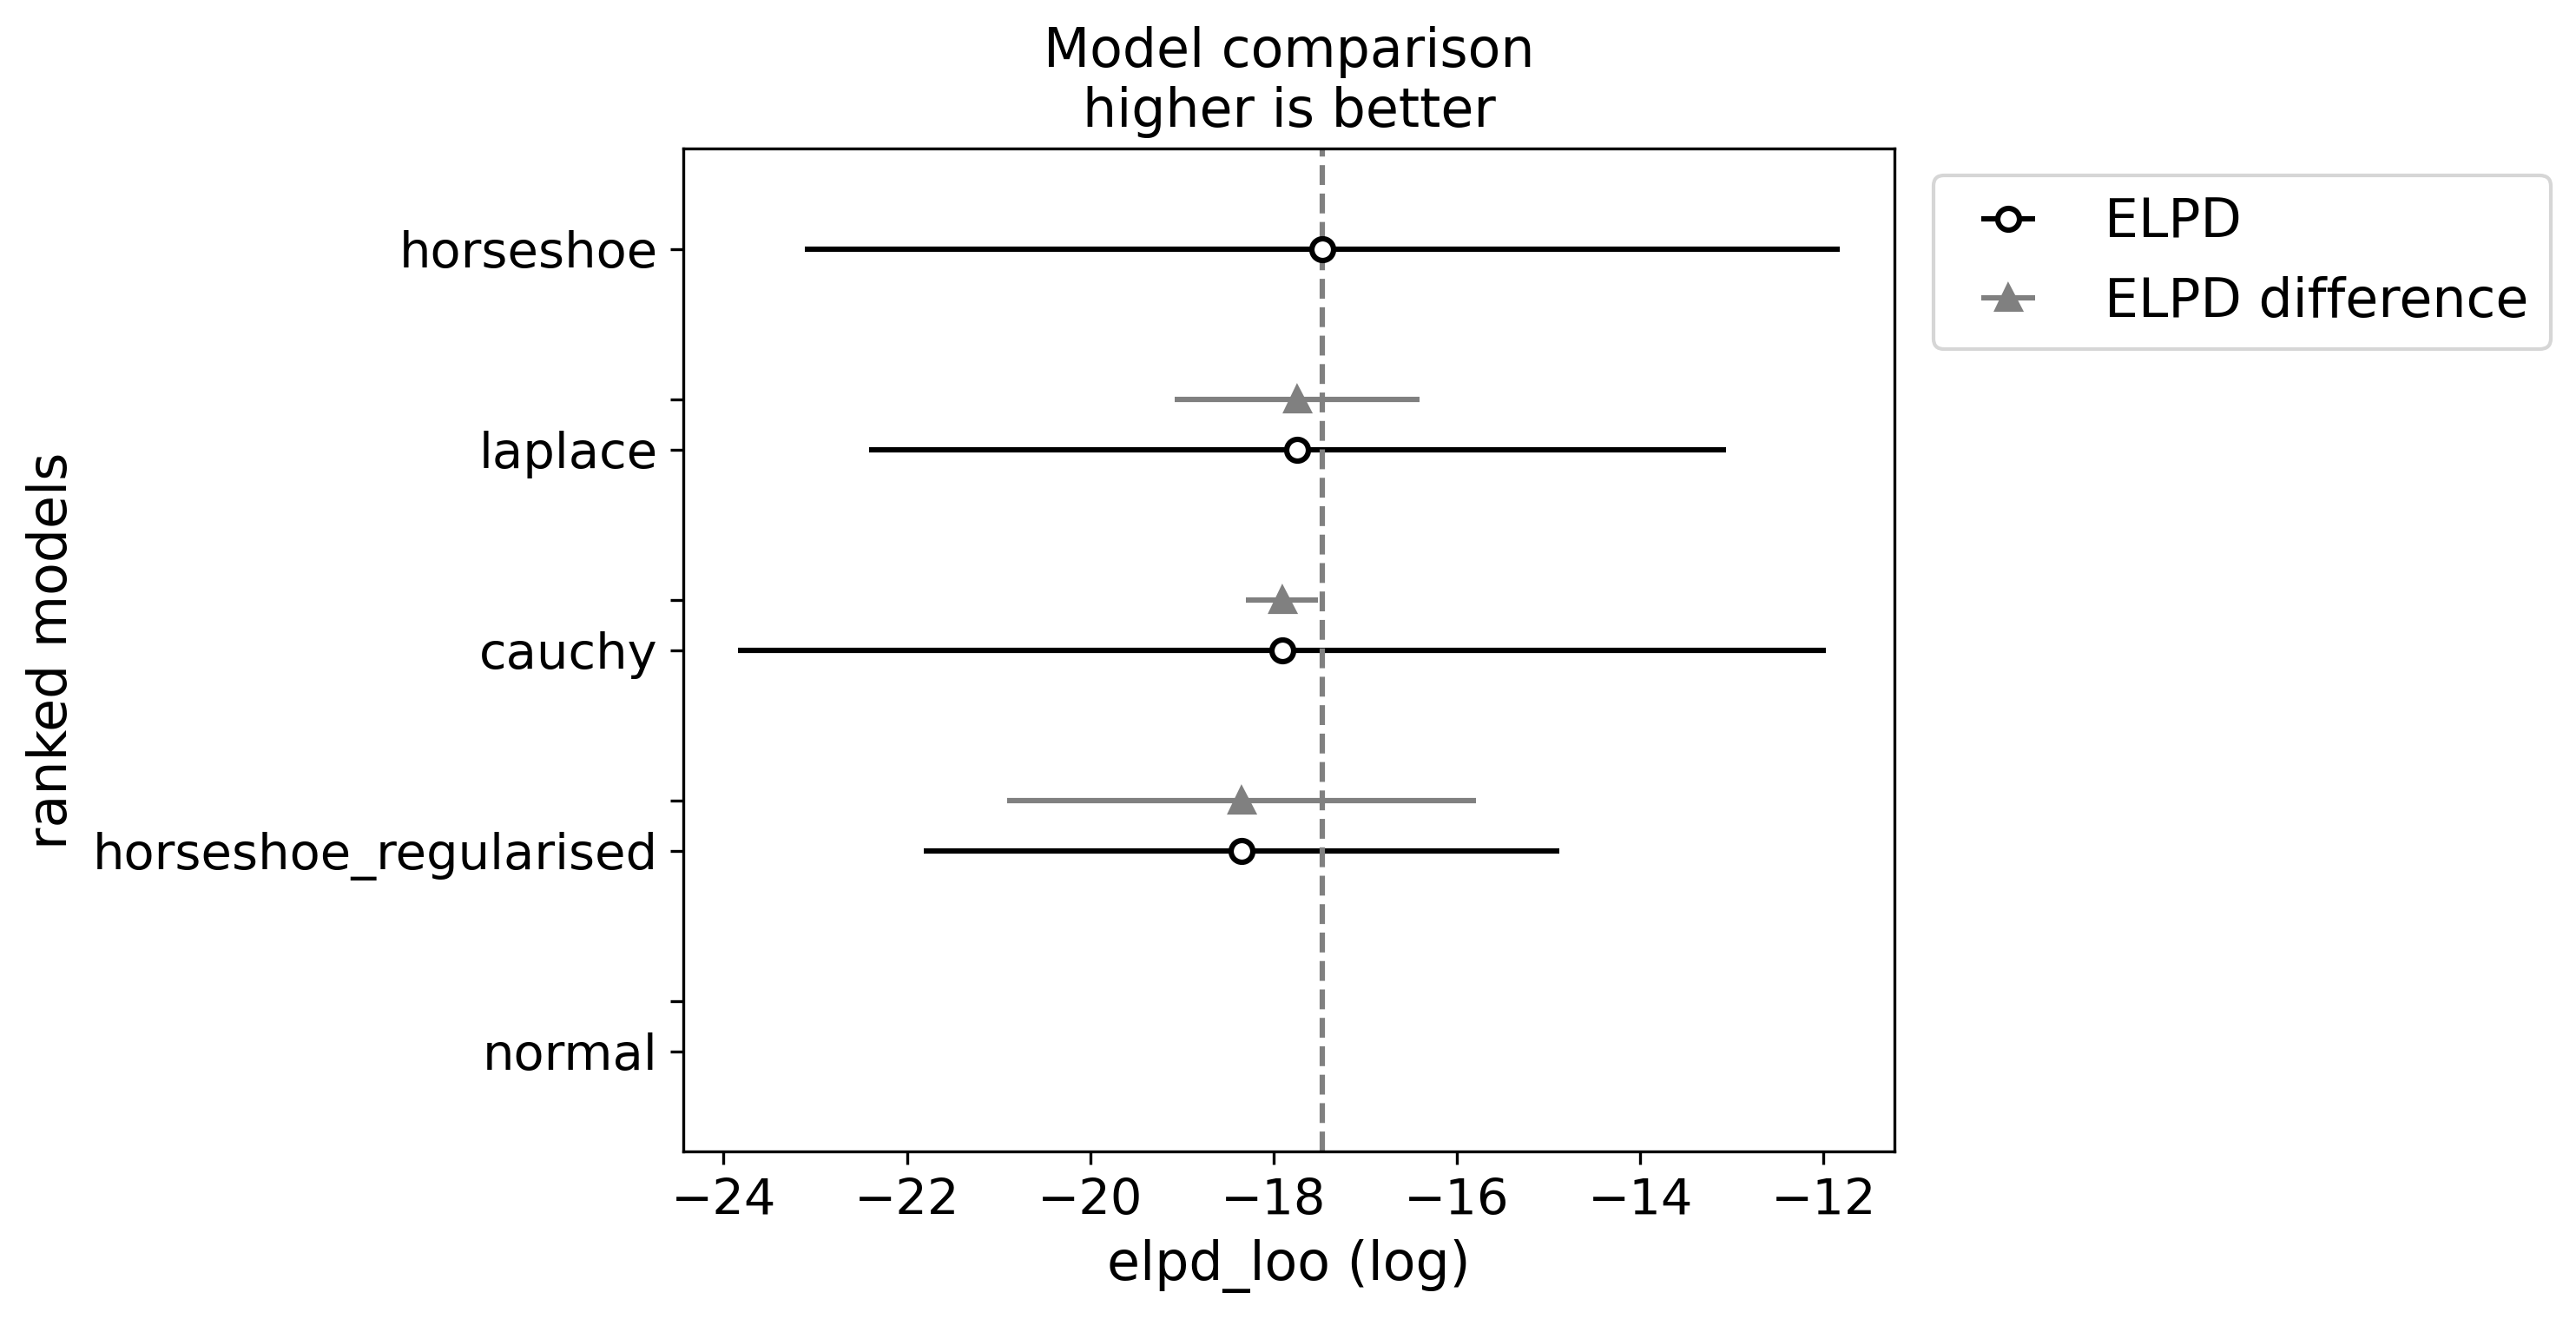 Model comparison
higher is better
ELPD
ELPD difference
ranked models
horseshoe
laplace
cauchy
horseshoe_regularised
normal
−24 −22 −20 −18 −16 −14 −12
elpd_loo (log)